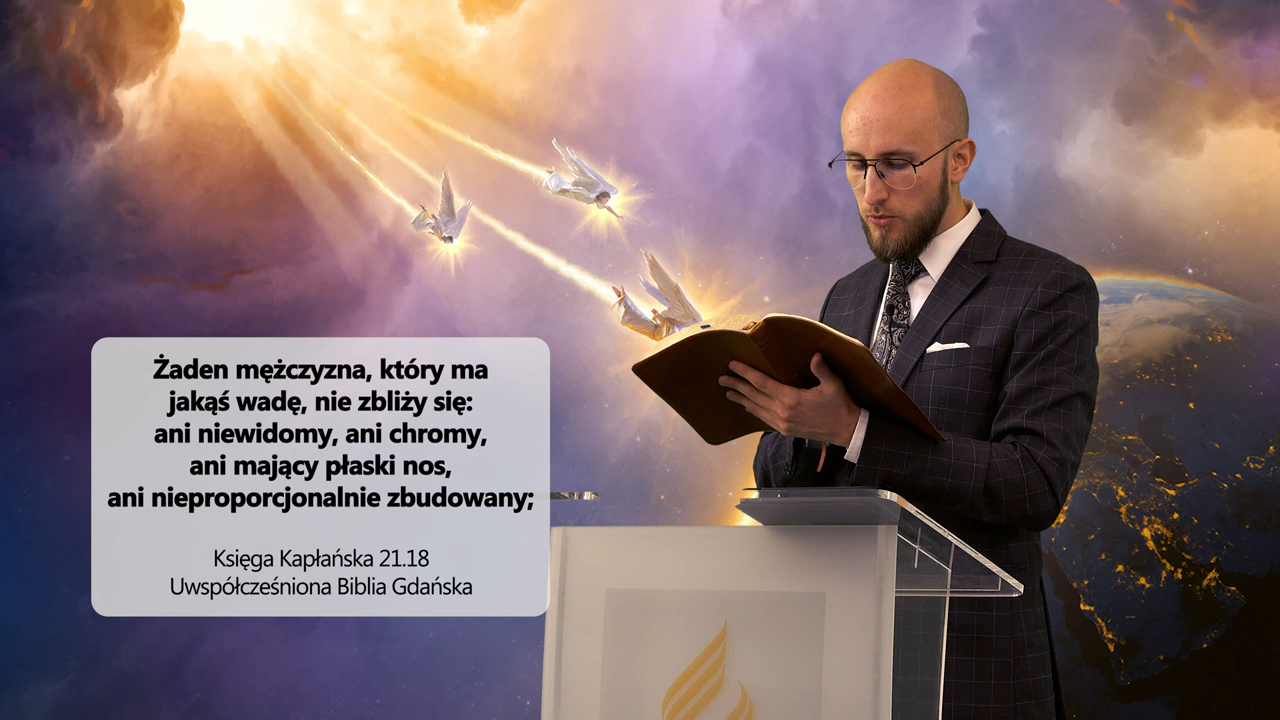 Żaden mężczyzna, który ma
jakąś wadę, nie zbliży się:
ani niewidomy, ani chromy,
ani mający płaski nos,
ani nieproporcjonalnie zbudowany;
Księga Kapłańska 21.18
Uwspółcześniona Biblia Gdańska